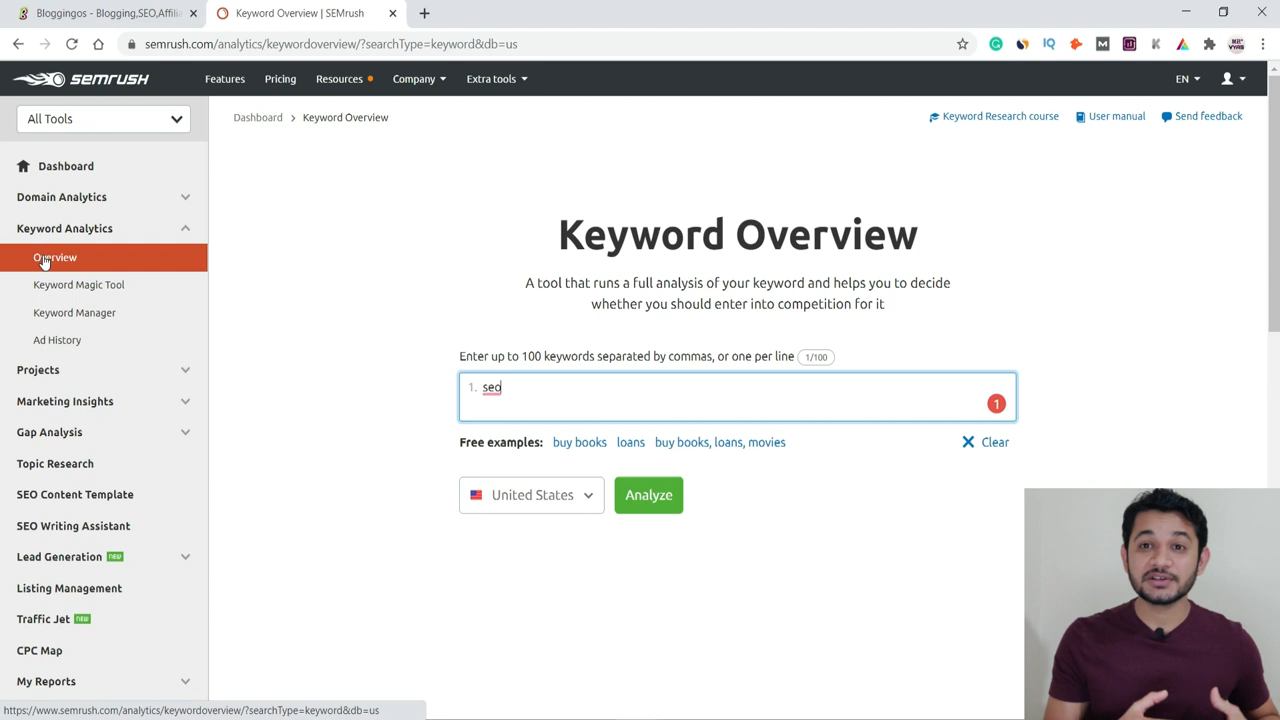 Bloggingos - Blogging,SEO,Affilia
Keyword Overview | SEMrush
semrush.com/analytics/keywordoverview/?searchType=keyword&db=us
semrush
Features
Pricing
Resources
Company
Extra tools
EN
All Tools
Dashboard > Keyword Overview
Keyword Research course
User manual
Send feedback
Dashboard
Domain Analytics
Keyword Analytics
Overview
Keyword Magic Tool
Keyword Manager
Ad History
Projects
Marketing Insights
Gap Analysis
Topic Research
SEO Content Template
SEO Writing Assistant
Lead Generation NEW
Listing Management
Traffic Jet NEW
CPC Map
My Reports
Keyword Overview
A tool that runs a full analysis of your keyword and helps you to decide
whether you should enter into competition for it
Enter up to 100 keywords separated by commas, or one per line 1/100
1. seo
1
Free examples: buy books loans buy books, loans, movies
Clear
United States
Analyze
https://www.semrush.com/analytics/keywordoverview/?searchType=keyword&db=us